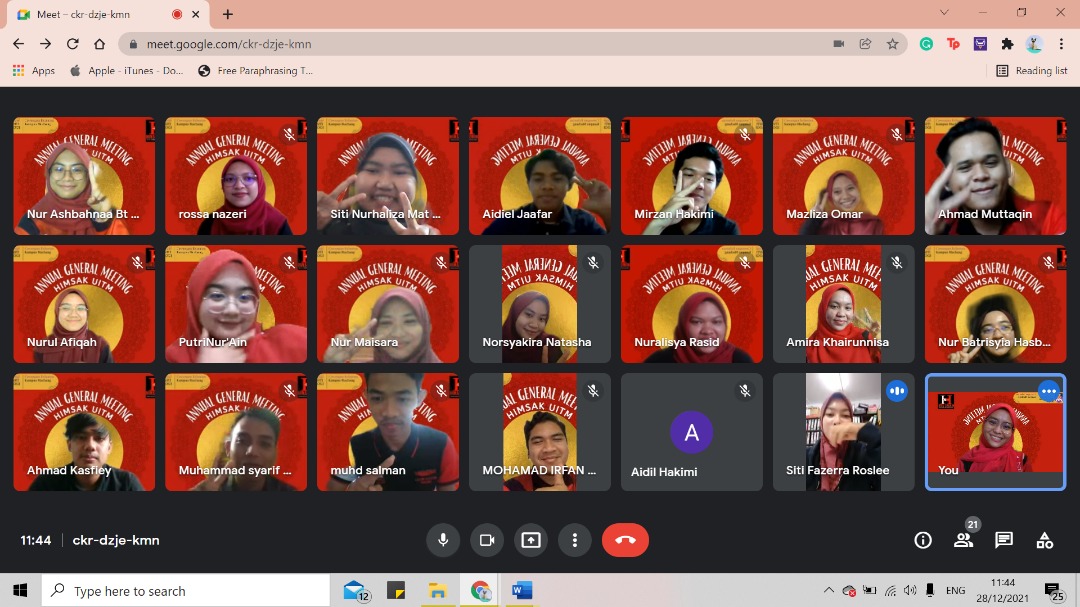 Meet – ckr-dzje-kmn
meet.google.com/ckr-dzje-kmn
Apps
Apple - iTunes - Do...
Free Paraphrasing T...
Reading list
ANNUAL GENERAL MEETING
HIMSAK UITM
Nur Ashbahnaa Bt ...
rossa nazeri
Siti Nurhaliza Mat ...
Aidiel Jaafar
Mirzan Hakimi
Mazliza Omar
Ahmad Muttaqin
Nurul Afiqah
PutriNur'Ain
Nur Maisara
Norsyakira Natasha
Nuralisya Rasid
Amira Khairunnisa
Nur Batrisyia Hasb...
Ahmad Kasfiey
Muhammad syarif ...
muhd salman
MOHAMAD IRFAN ...
A
Aidil Hakimi
Siti Fazerra Roslee
You
11:44
ckr-dzje-kmn
21
Type here to search
12
ENG
11:44
28/12/2021
25